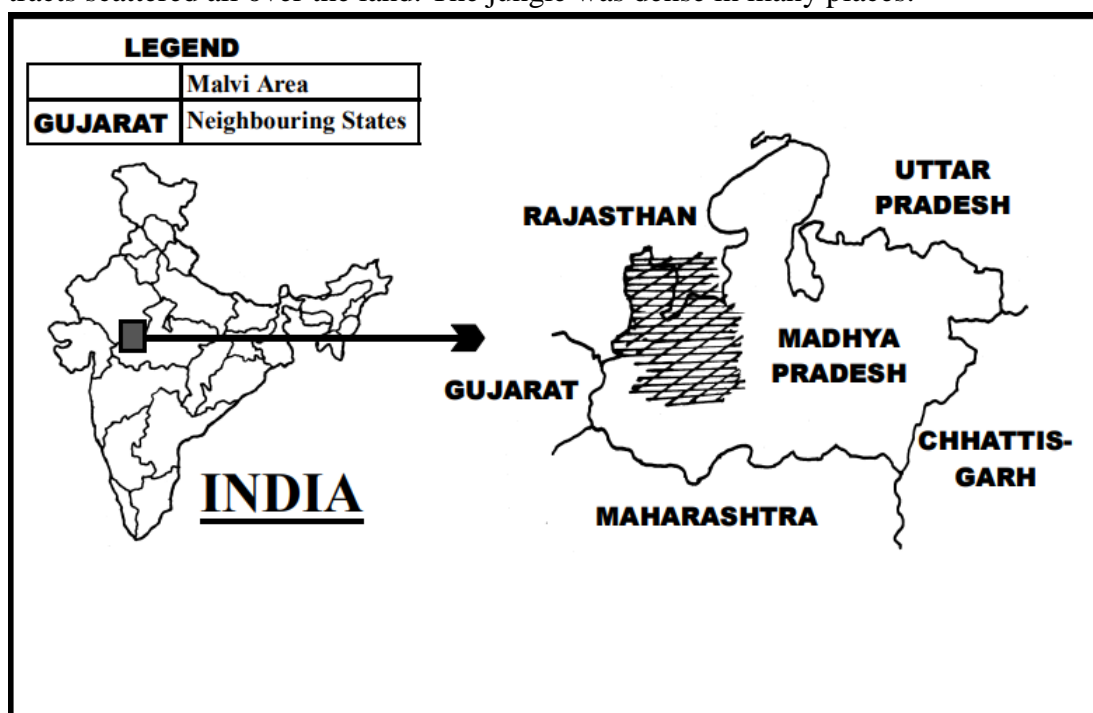 tracts scattered all over the land. The jungle was dense in many places.
LEGEND
Malvi Area
GUJARAT Neighbouring States
UTTAR
PRADESH
RAJASTHAN
MADHYA
PRADESH
GUJARAT
CHHATTIS-
GARH
INDIA
MAHARASHTRA